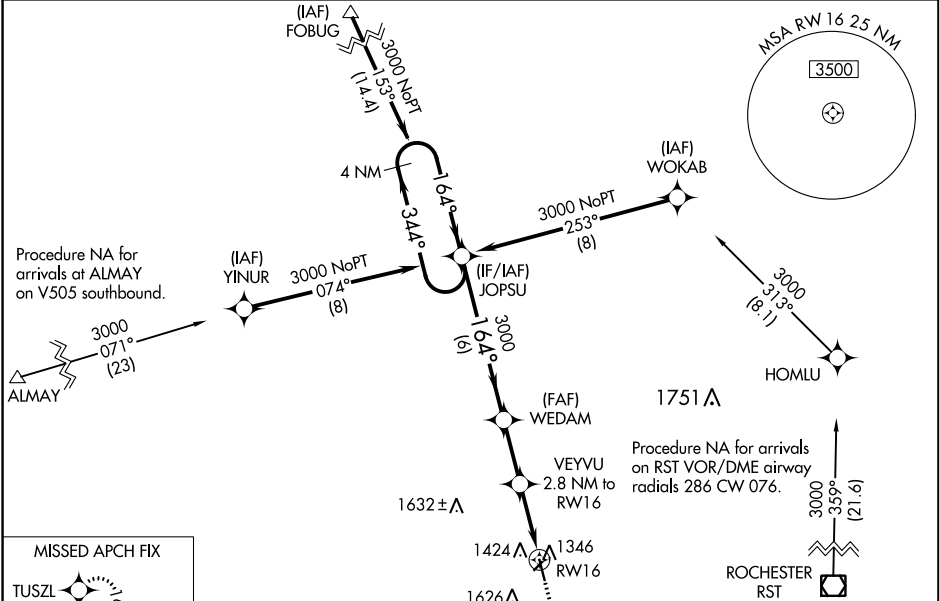 (IAF)
FOBUG
3000 NoPT
153°
(14.4)
MSA RW 16 25 NM
3500
4 NM
164°
344°
(IAF)
WOKAB
3000 NoPT
253°
(8)
Procedure NA for
arrivals at ALMAY
on V505 southbound.
(IAF)
YINUR
3000 NoPT
074°
(8)
(IF/IAF)
JOPSU
3000
313°
(8.1)
3000
071°
(23)
ALMAY
3000
164°
(6)
HOMLU
1751
(FAF)
WEDAM
Procedure NA for arrivals
on RST VOR/DME airway
radials 286 CW 076.
VEYVU
2.8 NM to
RW16
1632 ±
3000
359°
(21.6)
MISSED APCH FIX
TUSZL
1424
1346
RW16
1626
ROCHESTER
RST